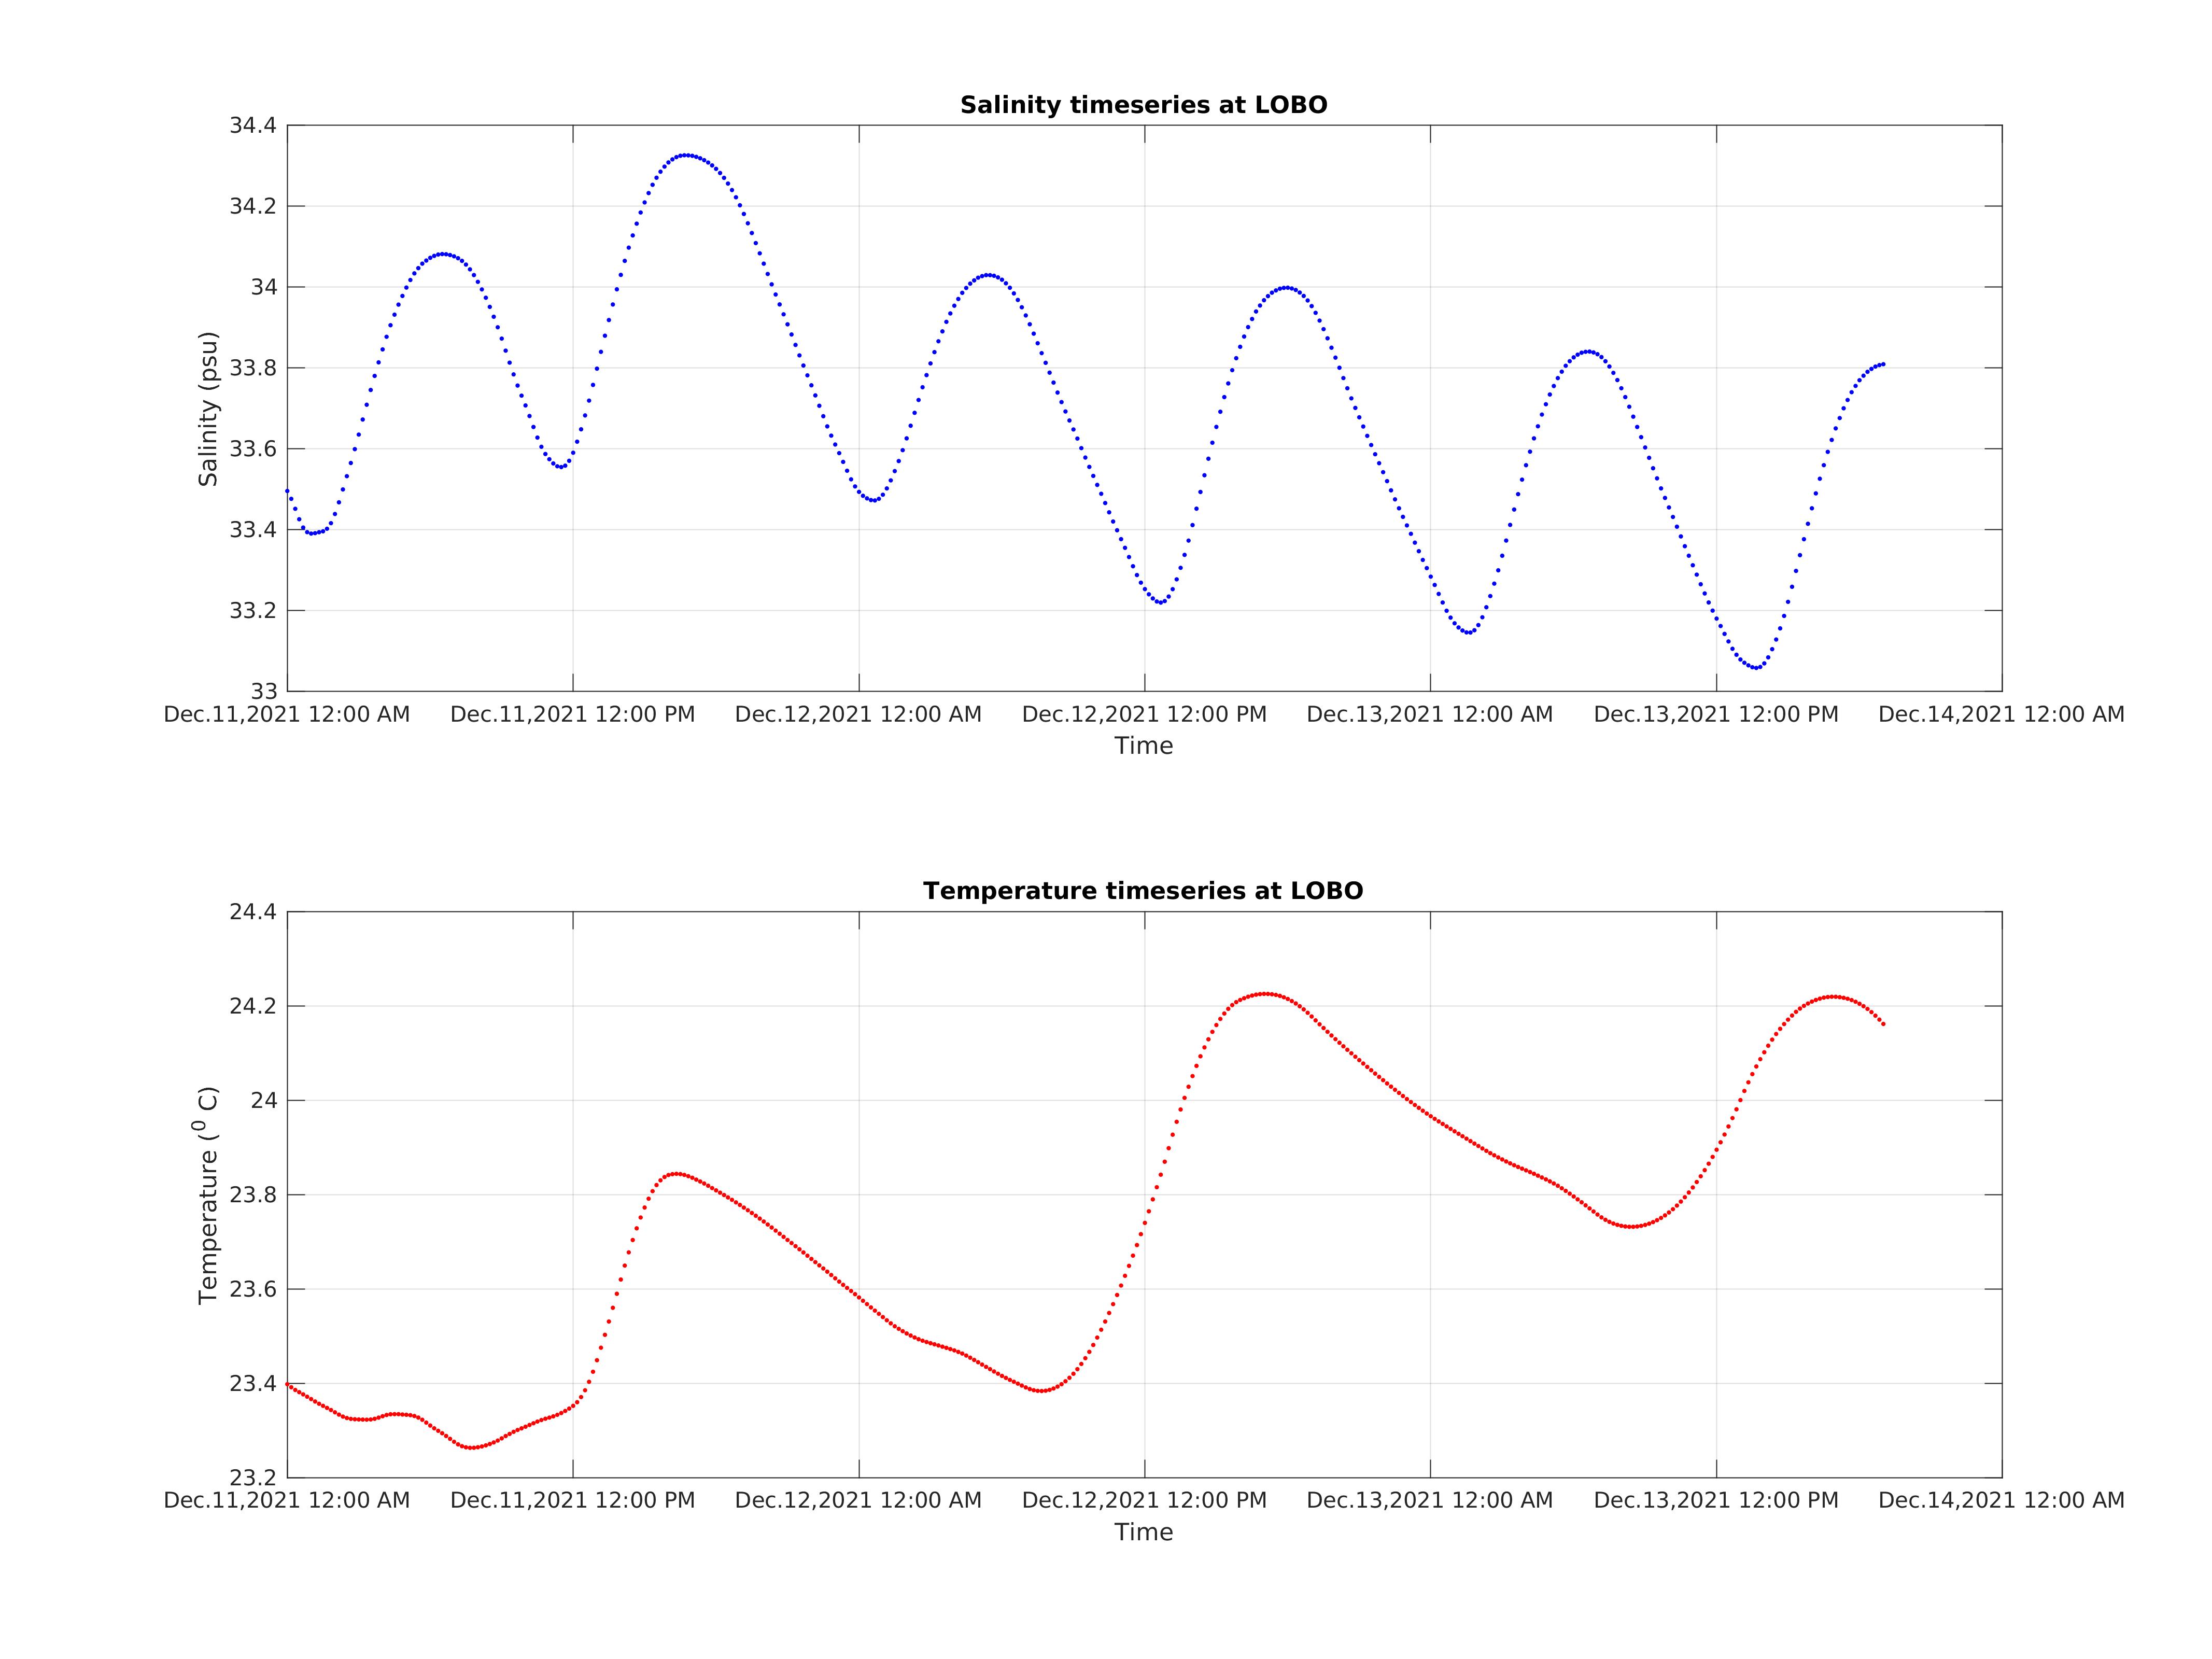 Salinity timeseries at LOBO
34.4
34.2
34
33.8
33.6
33.4
33.2
33
Salinity (psu)
Dec.11,2021 12:00 AM Dec.11,2021 12:00 PM Dec.12,2021 12:00 AM Dec.12,2021 12:00 PM Dec.13,2021 12:00 AM Dec.13,2021 12:00 PM Dec.14,2021 12:00 AM
Time
Temperature timeseries at LOBO
24.4
24.2
24
23.8
23.6
23.4
23.2
Temperature (⁰ C)
Dec.11,2021 12:00 AM Dec.11,2021 12:00 PM Dec.12,2021 12:00 AM Dec.12,2021 12:00 PM Dec.13,2021 12:00 AM Dec.13,2021 12:00 PM Dec.14,2021 12:00 AM
Time